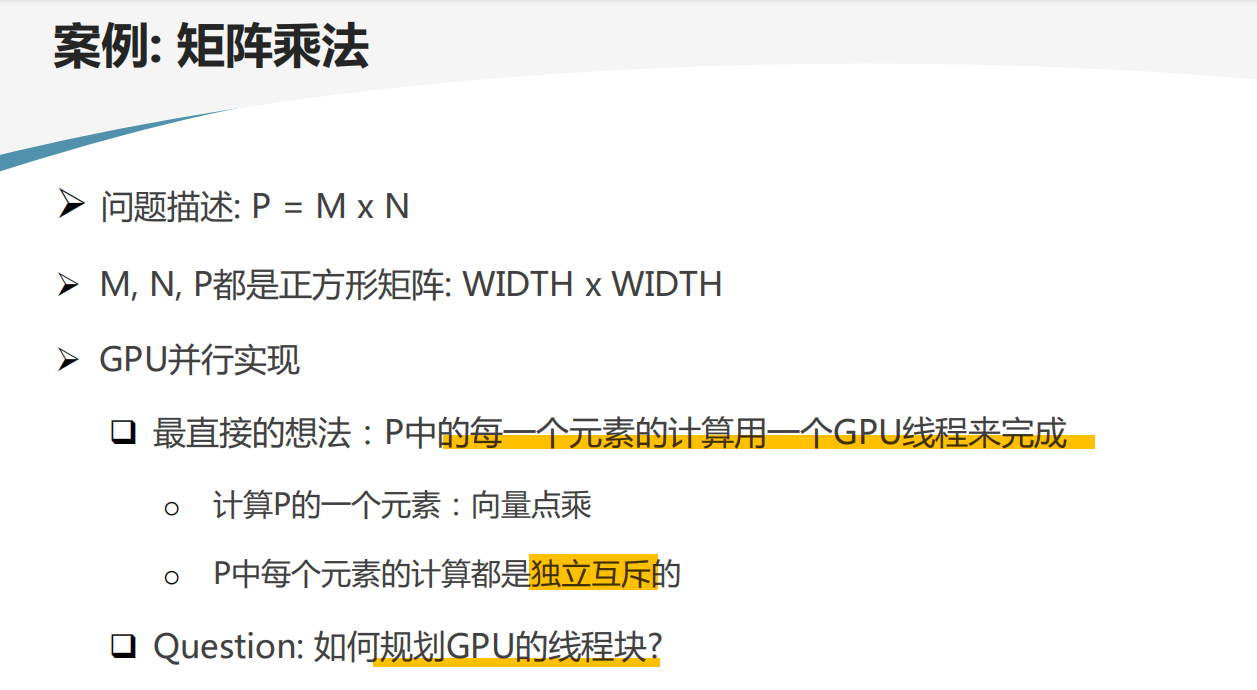 案例: 矩阵乘法
问题描述: P = M x N
M, N, P都是正方形矩阵: WIDTH x WIDTH
GPU并行实现
最直接的想法：P中的每一个元素的计算用一个GPU线程来完成
计算P的一个元素：向量点乘
P中每个元素的计算都是独立互斥的
Question: 如何规划GPU的线程块?